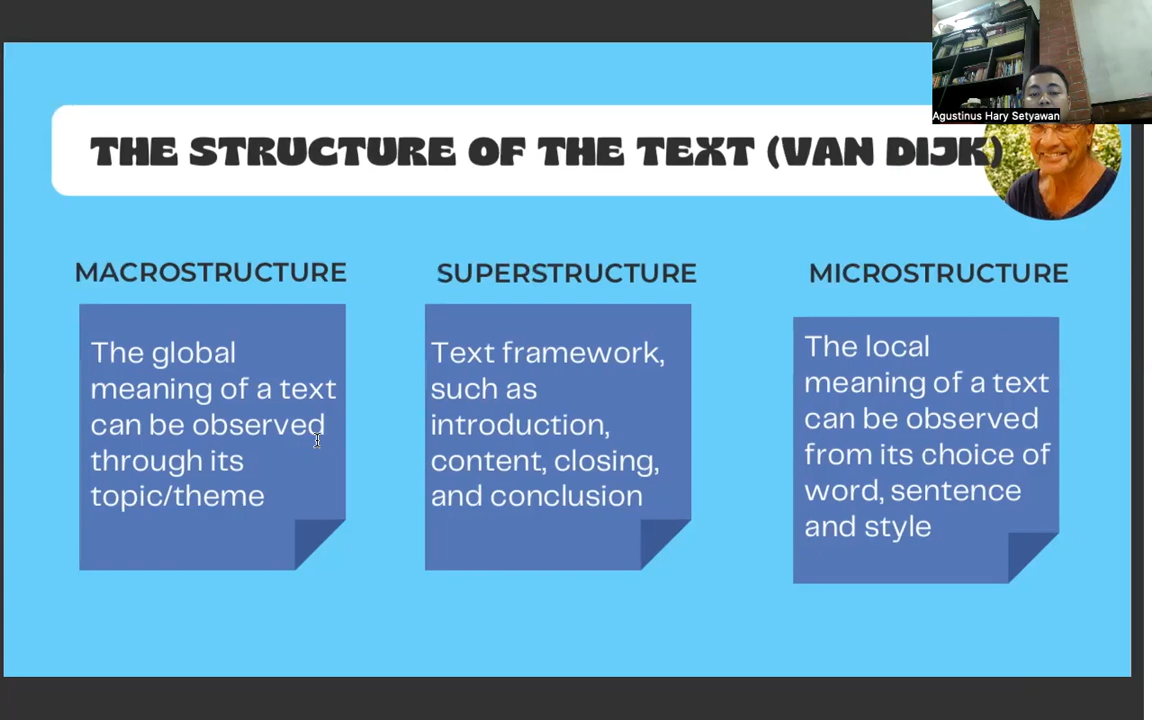 Agustinus Hary Setyawan
THE STRUCTURE OF THE TEXT (VAN DIJK)
MACROSTRUCTURE
The global
meaning of a text
can be observed
through its
topic/theme
SUPERSTRUCTURE
Text framework,
such as
introduction,
content, closing,
and conclusion
MICROSTRUCTURE
The local
meaning of a text
can be observed
from its choice of
word, sentence
and style